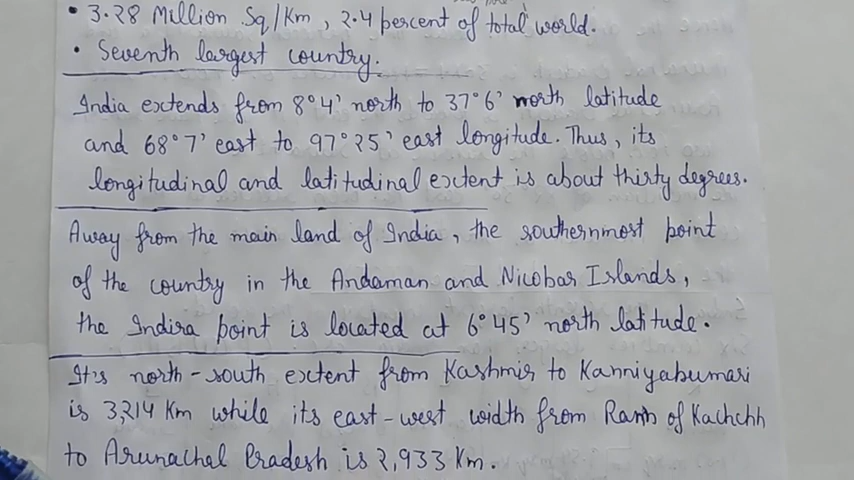 • 3.28 Million Sq/Km, 2.4 percent of total world.
• Seventh largest country.
India extends from 8°4' north to 37°6' north latitude
and 68°7' east to 97°25' east longitude. Thus, its
longitudinal and latitudinal extent is about thirty degrees.
Away from the main land of India, the southernmost point
of the country in the Andaman and Nicobar Islands,
the Indira point is located at 6°45' north latitude.
It's north-south extent from Kashmir to Kanniyakumari
is 3,214 Km while its east-west width from Rann of Kachchh
to Arunachal Pradesh is 2,933 Km.